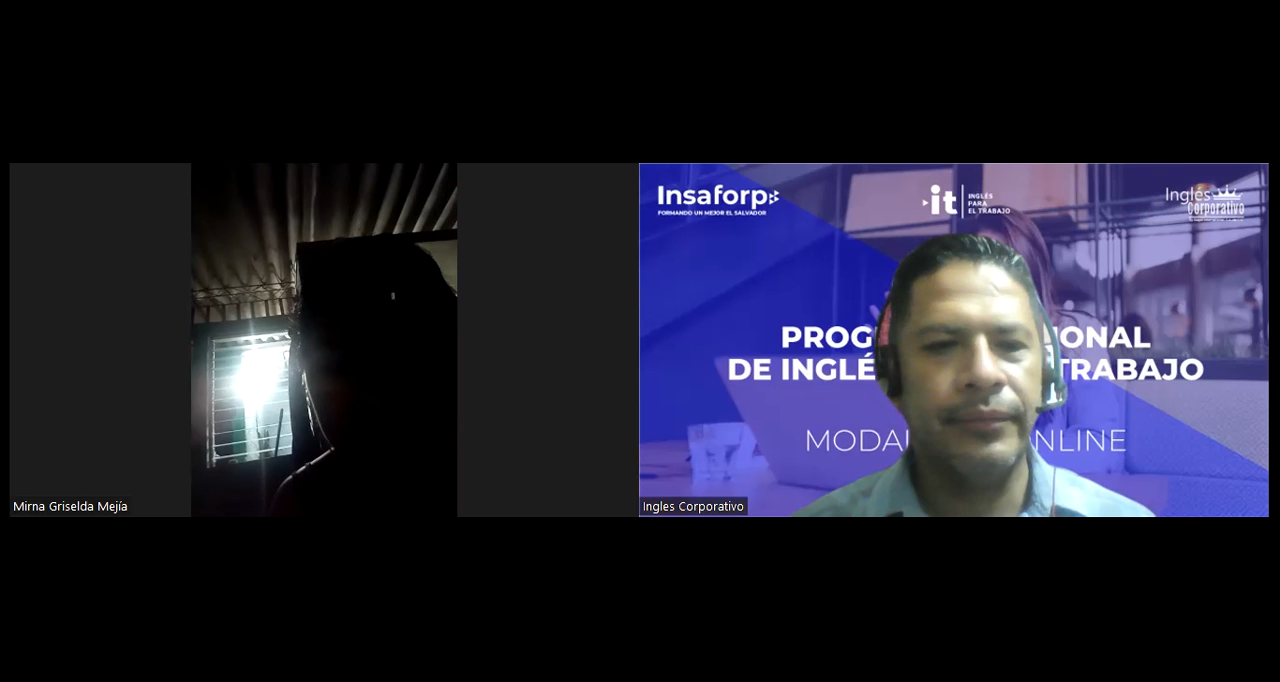 Insaforp
FORMANDO UN MEJOR EL SALVADOR
it
INGLÉS
PARA
EL TRABAJO
Inglés
Corporativo
PROG IONAL
DE INGLÉ TRABAJO
MODA NLINE
Mirna Griselda Mejía
Ingles Corporativo